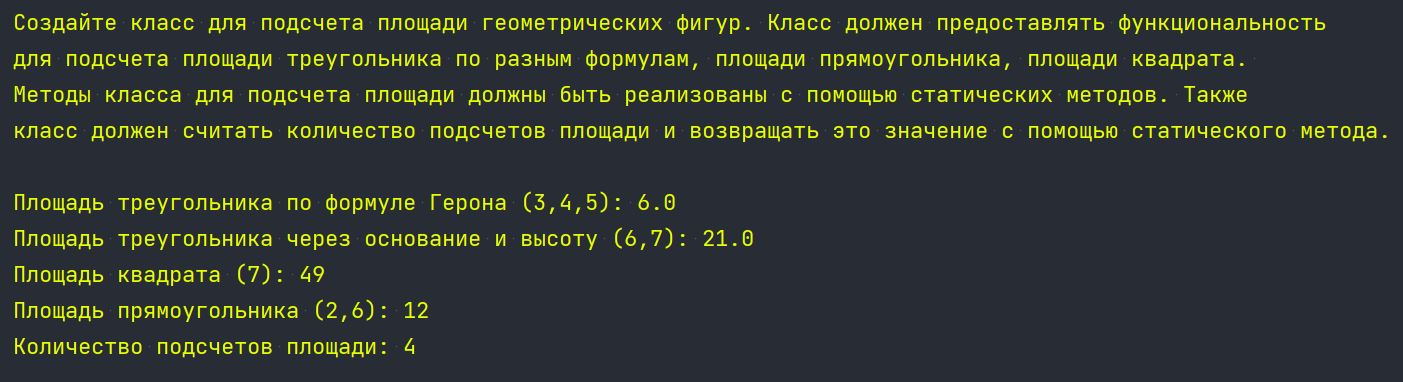 Создайте класс для подсчета площади геометрических фигур. Класс должен предоставлять функциональность
для подсчета площади треугольника по разным формулам, площади прямоугольника, площади квадрата.
Методы класса для подсчета площади должны быть реализованы с помощью статических методов. Также
класс должен считать количество подсчетов площади и возвращать это значение с помощью статического метода.
Площадь треугольника по формуле Герона (3,4,5): 6.0
Площадь треугольника через основание и высоту (6,7): 21.0
Площадь квадрата (7): 49
Площадь прямоугольника (2,6): 12
Количество подсчетов площади: 4